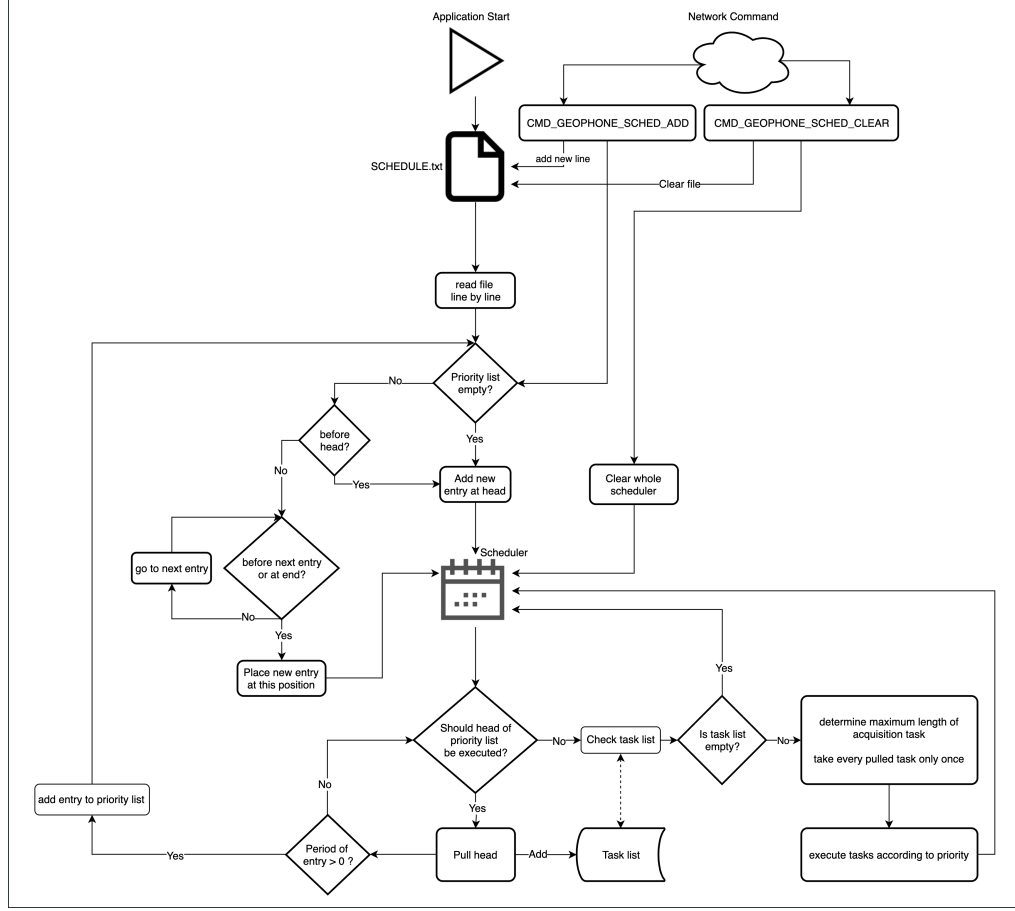 Application Start
Network Command
CMD_GEOPHONE_SCHED_ADD
CMD_GEOPHONE_SCHED_CLEAR
add new line
SCHEDULE.txt
Clear file
read file
line by line
Priority list
empty?
No
before
head?
Yes
No
Yes
Add new
entry at head
Clear whole
scheduler
Scheduler
go to next entry
before next entry
or at end?
No
Yes
Place new entry
at this position
Should head of
priority list
be executed?
No
Check task list
Is task list
empty?
Yes
No
determine maximum length of
acquisition task
take every pulled task only once
add entry to priority list
No
Yes
Yes
Period of
entry > 0 ?
Pull head
Add
Task list
execute tasks according to priority